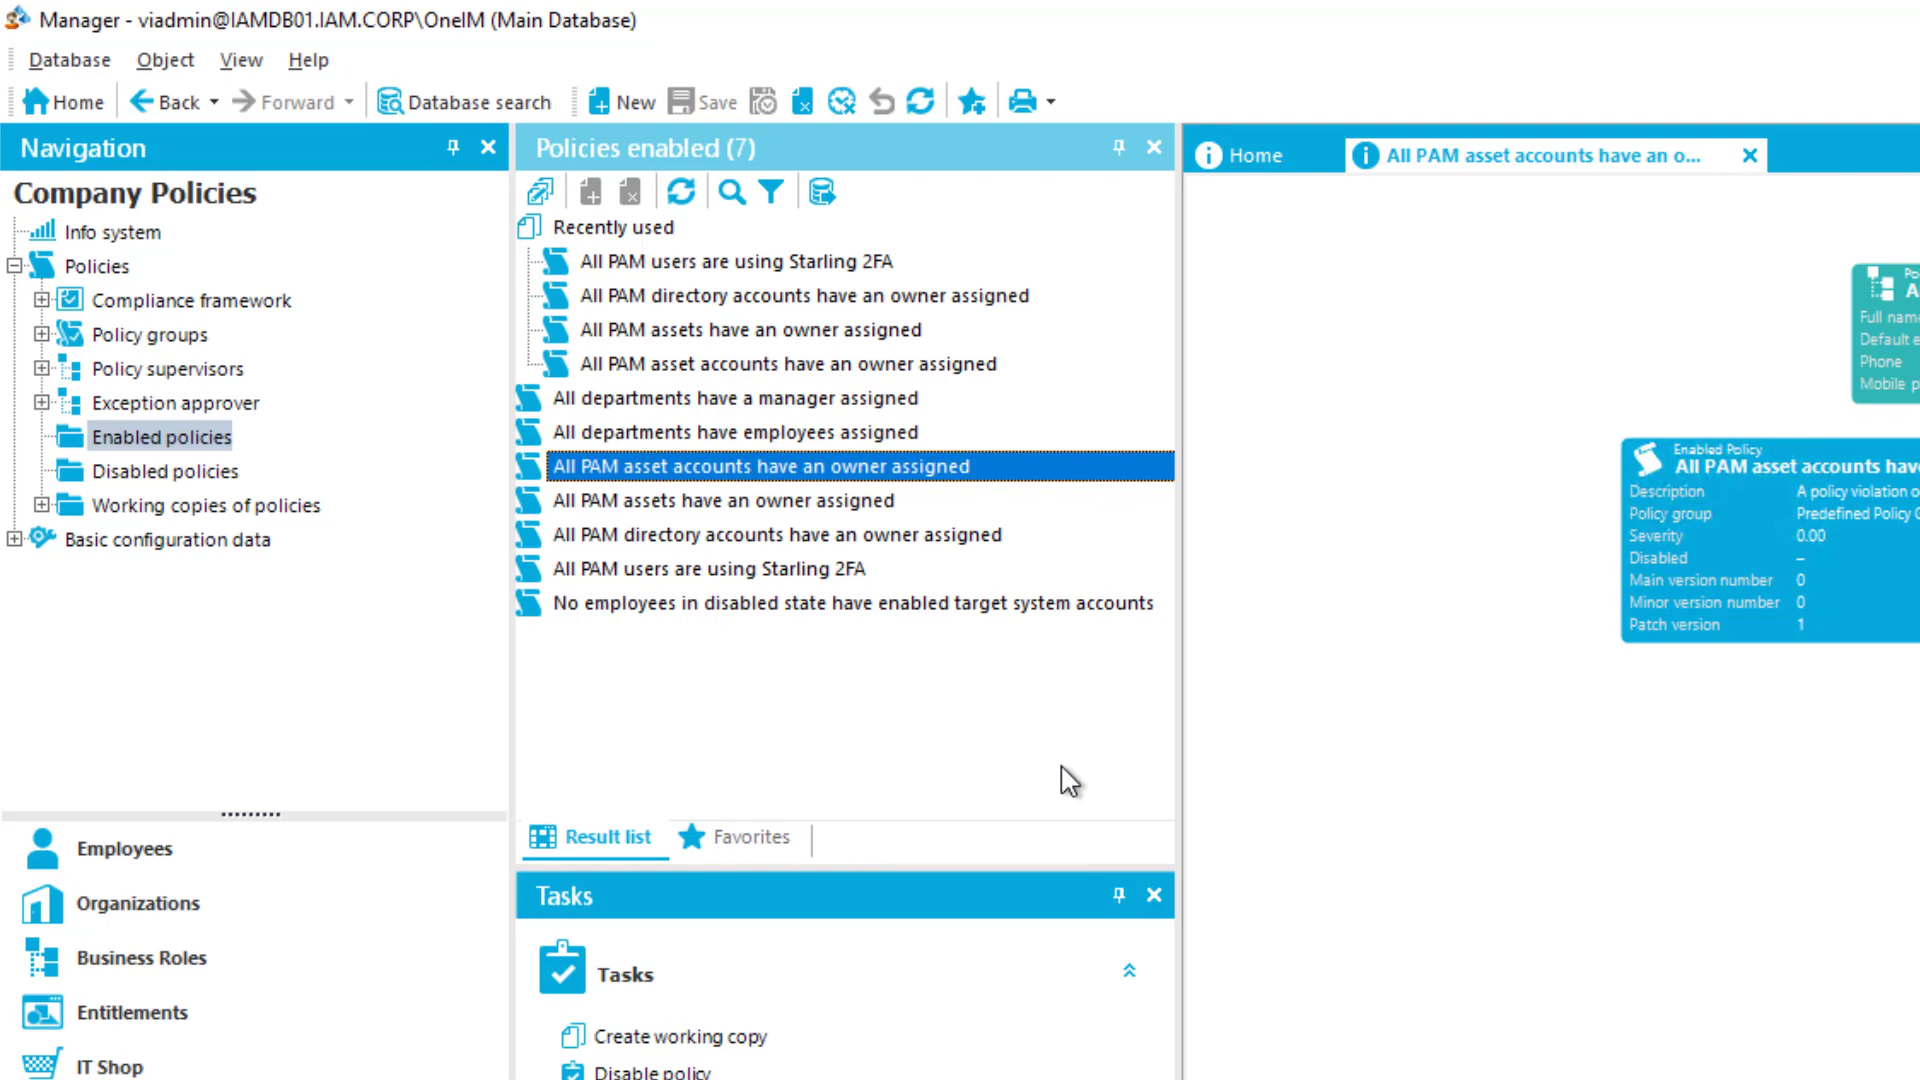 Manager - viadmin@IAMDB01.IAM.CORP\OneIM (Main Database)
Database Object View Help
Home Back Forward Database search New Save
Navigation
Company Policies
Info system
Policies
Compliance framework
Policy groups
Policy supervisors
Exception approver
Enabled policies
Disabled policies
Working copies of policies
Basic configuration data
Employees
Organizations
Business Roles
Entitlements
IT Shop
Policies enabled (7)
Recently used
All PAM users are using Starling 2FA
All PAM directory accounts have an owner assigned
All PAM assets have an owner assigned
All PAM asset accounts have an owner assigned
All departments have a manager assigned
All departments have employees assigned
All PAM asset accounts have an owner assigned
All PAM assets have an owner assigned
All PAM directory accounts have an owner assigned
All PAM users are using Starling 2FA
No employees in disabled state have enabled target system accounts
Result list Favorites
Tasks
Tasks
Create working copy
Disable policy
Home All PAM asset accounts have an o...
Po
A
Full name
Default e
Phone
Mobile p
Enabled Policy
All PAM asset accounts have
Description A policy violation o
Policy group Predefined Policy
Severity 0.00
Disabled –
Main version number 0
Minor version number 0
Patch version 1